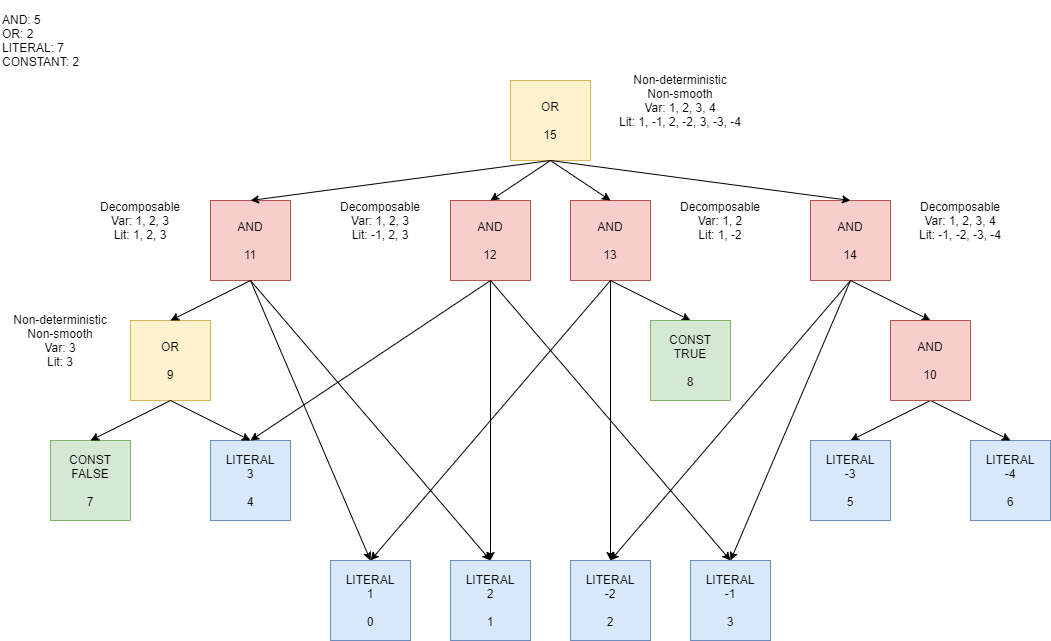 AND: 5
OR: 2
LITERAL: 7
CONSTANT: 2
OR
15
Non-deterministic
Non-smooth
Var: 1, 2, 3, 4
Lit: 1, -1, 2, -2, 3, -3, -4
Decomposable
Var: 1, 2, 3
Lit: 1, 2, 3
AND
11
Decomposable
Var: 1, 2, 3
Lit: -1, 2, 3
AND
12
AND
13
Decomposable
Var: 1, 2
Lit: 1, -2
AND
14
Decomposable
Var: 1, 2, 3, 4
Lit: -1, -2, -3, -4
Non-deterministic
Non-smooth
Var: 3
Lit: 3
OR
9
CONST
TRUE
8
AND
10
CONST
FALSE
7
LITERAL
3
4
LITERAL
-3
5
LITERAL
-4
6
LITERAL
1
0
LITERAL
2
1
LITERAL
-2
2
LITERAL
-1
3